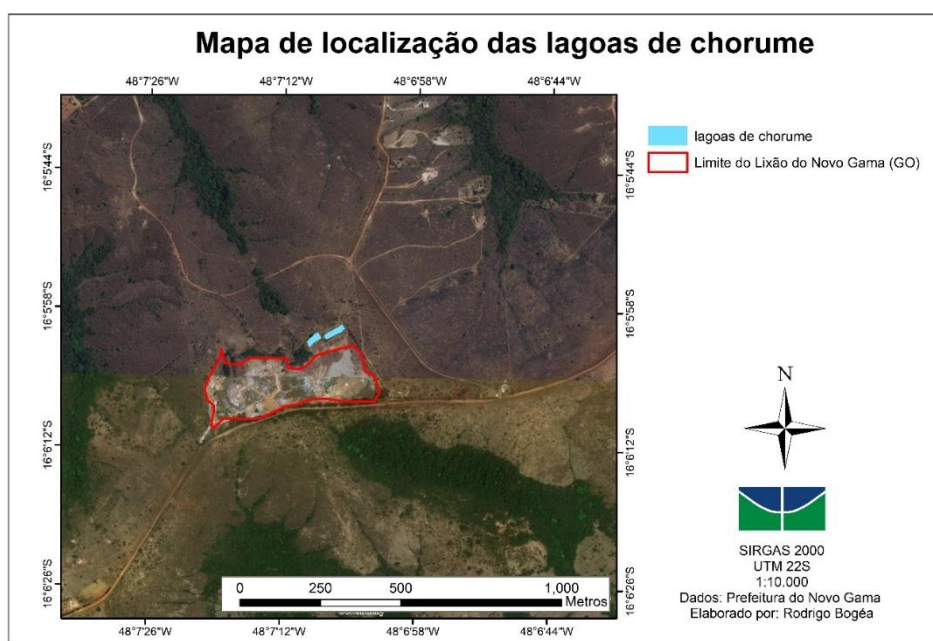 Mapa de localização das lagoas de chorume
48°7'26"W
48°7'12"W
48°6'58"W
48°6'44"W
16°5'44"S
16°5'44"S
lagoas de chorume
Limite do Lixão do Novo Gama (GO)
16°5'58"S
16°5'58"S
16°6'12"S
16°6'12"S
N
16°6'26"S
16°6'26"S
0 250 500 1,000
Metros
SIRGAS 2000
UTM 22S
1:10.000
Dados: Prefeitura do Novo Gama
Elaborado por: Rodrigo Bogéa
48°7'26"W
48°7'12"W
48°6'58"W
48°6'44"W